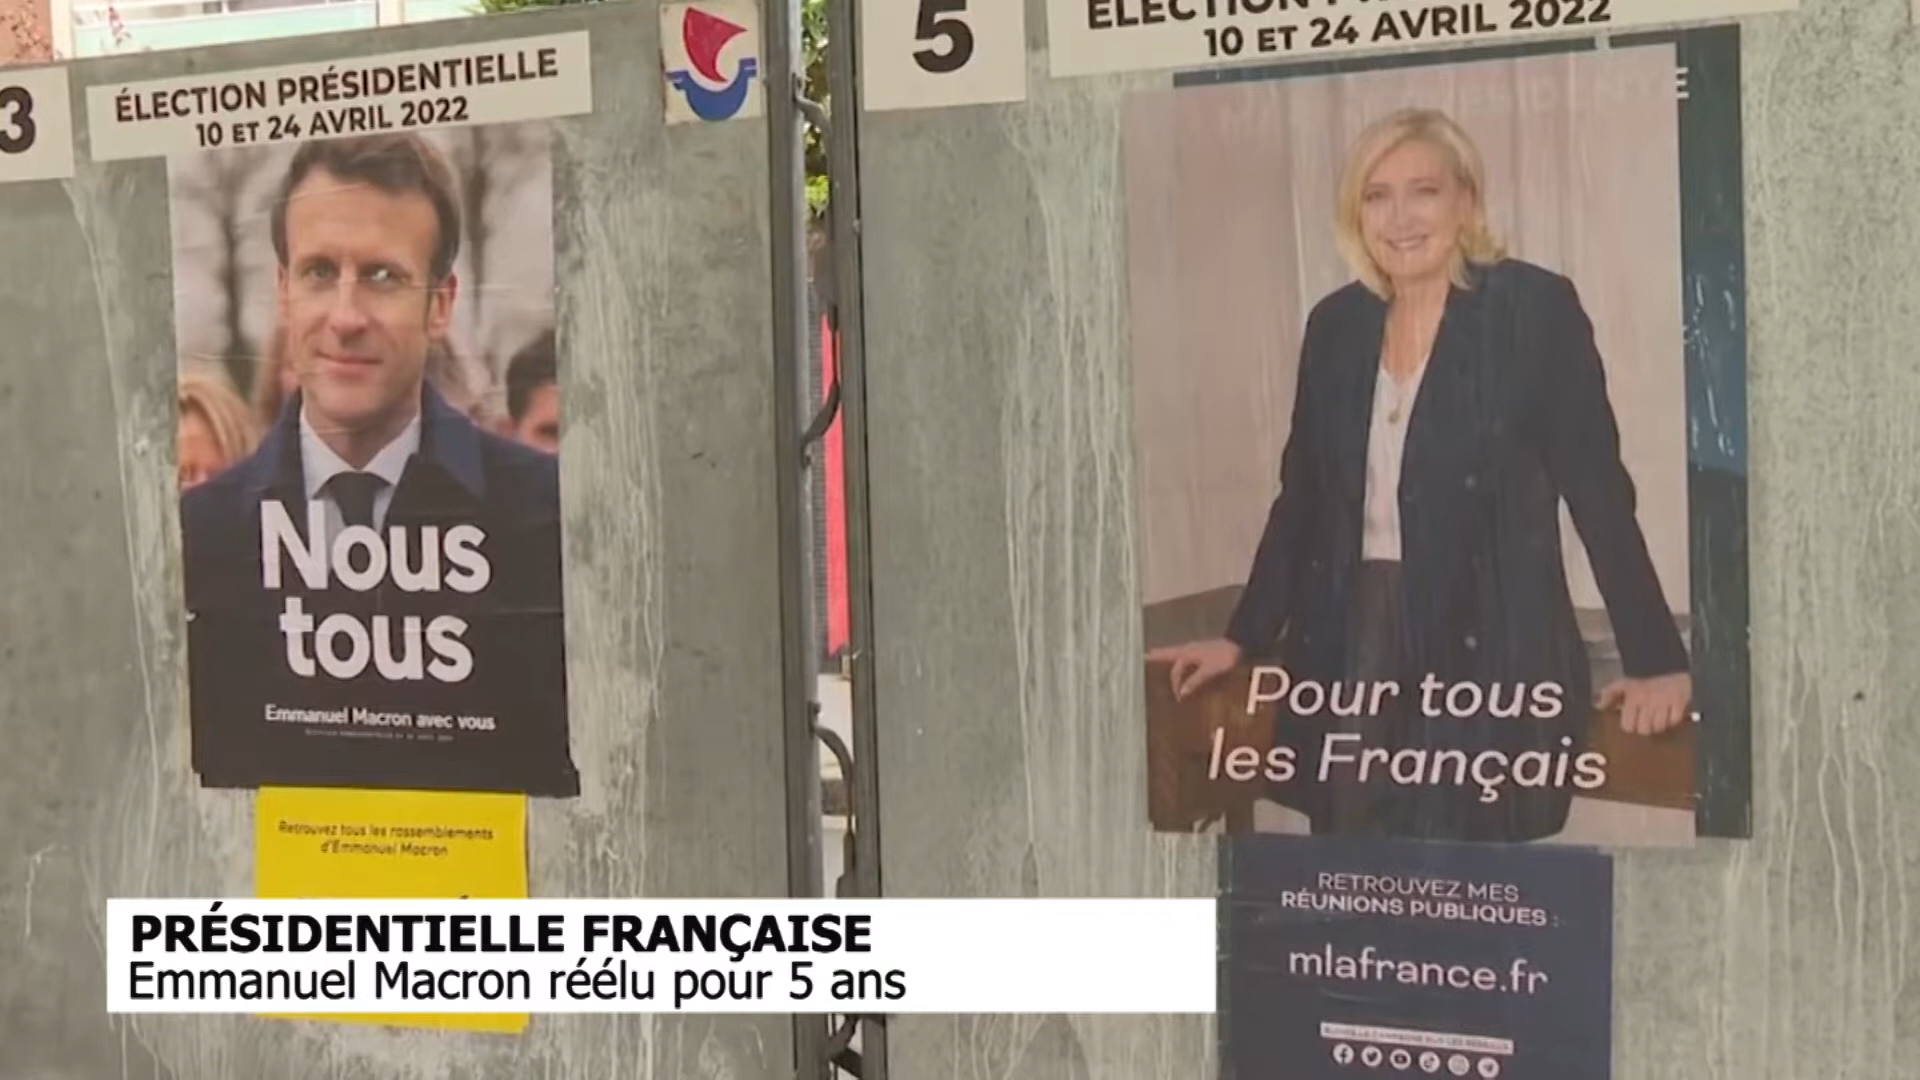 3
ÉLECTION PRÉSIDENTIELLE
10 ET 24 AVRIL 2022
Nous
tous
Emmanuel Macron avec vous
Retrouvez tous les rassemblements
d'Emmanuel Macron
5
ÉLECTION
10 ET 24 AVRIL 2022
Pour tous
les Français
RETROUVEZ MES
RÉUNIONS PUBLIQUES :
mlafrance.fr
PRÉSIDENTIELLE FRANÇAISE
Emmanuel Macron réélu pour 5 ans